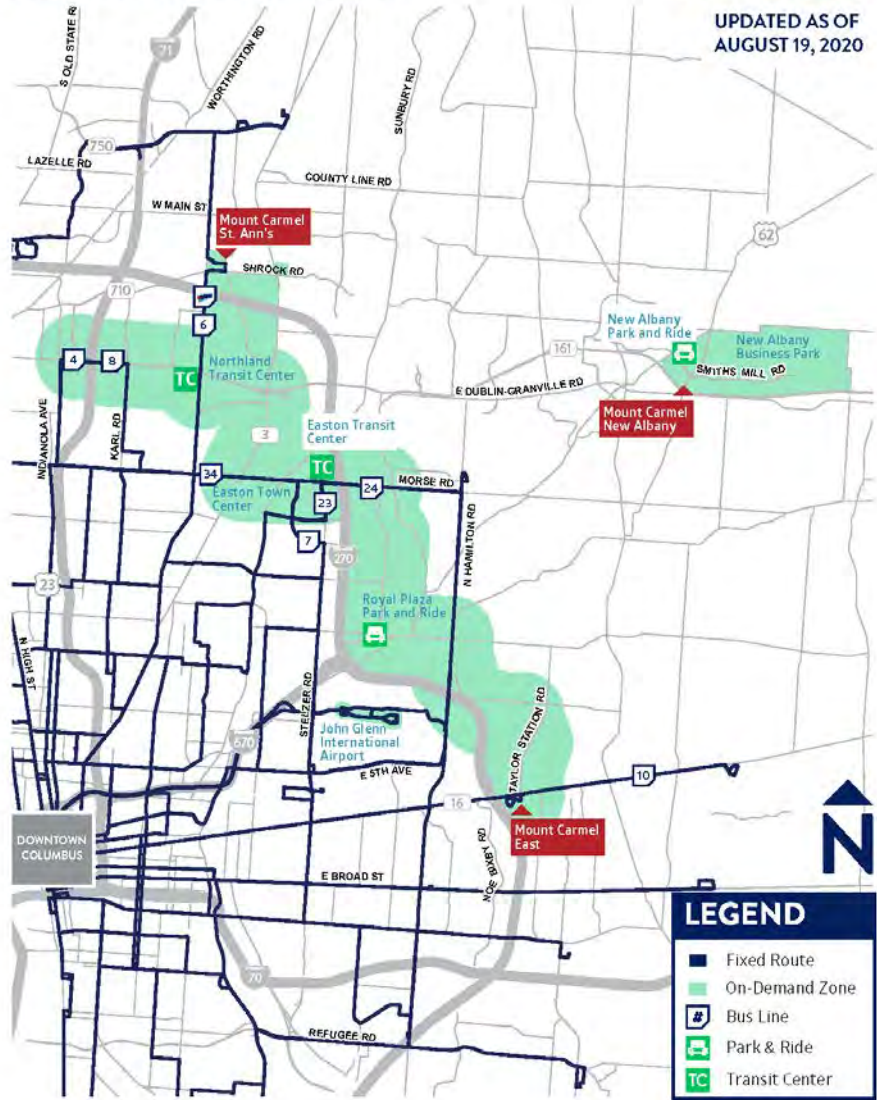 UPDATED AS OF
AUGUST 19, 2020
S OLD STATE R
71
WORTHINGTON RD
SUNBURY RD
750
LAZELLE RD
COUNTY LINE RD
W MAIN ST
Mount Carmel
St. Ann's
62
SHROCK RD
710
6
New Albany
Park and Ride
New Albany
Business Park
161
4
8
Northland
Transit Center
TC
SMITHS MILL RD
E DUBLIN-GRANVILLE RD
Mount Carmel
New Albany
INDIANOLA AVE
KARL RD
Easton Transit
Center
3
TC
34
MORSE RD
24
Easton Town
Center
23
7
N HAMILTON RD
270
23
Royal Plaza
Park and Ride
N HIGH ST
STELZER RD
TAYLOR STATION RD
John Glenn
International
Airport
670
E 5TH AVE
10
16
Mount Carmel
East
DOWNTOWN
COLUMBUS
N
NOE BIXBY RD
E BROAD ST
70
REFUGEE RD
LEGEND
Fixed Route
On-Demand Zone
# Bus Line
Park & Ride
TC Transit Center